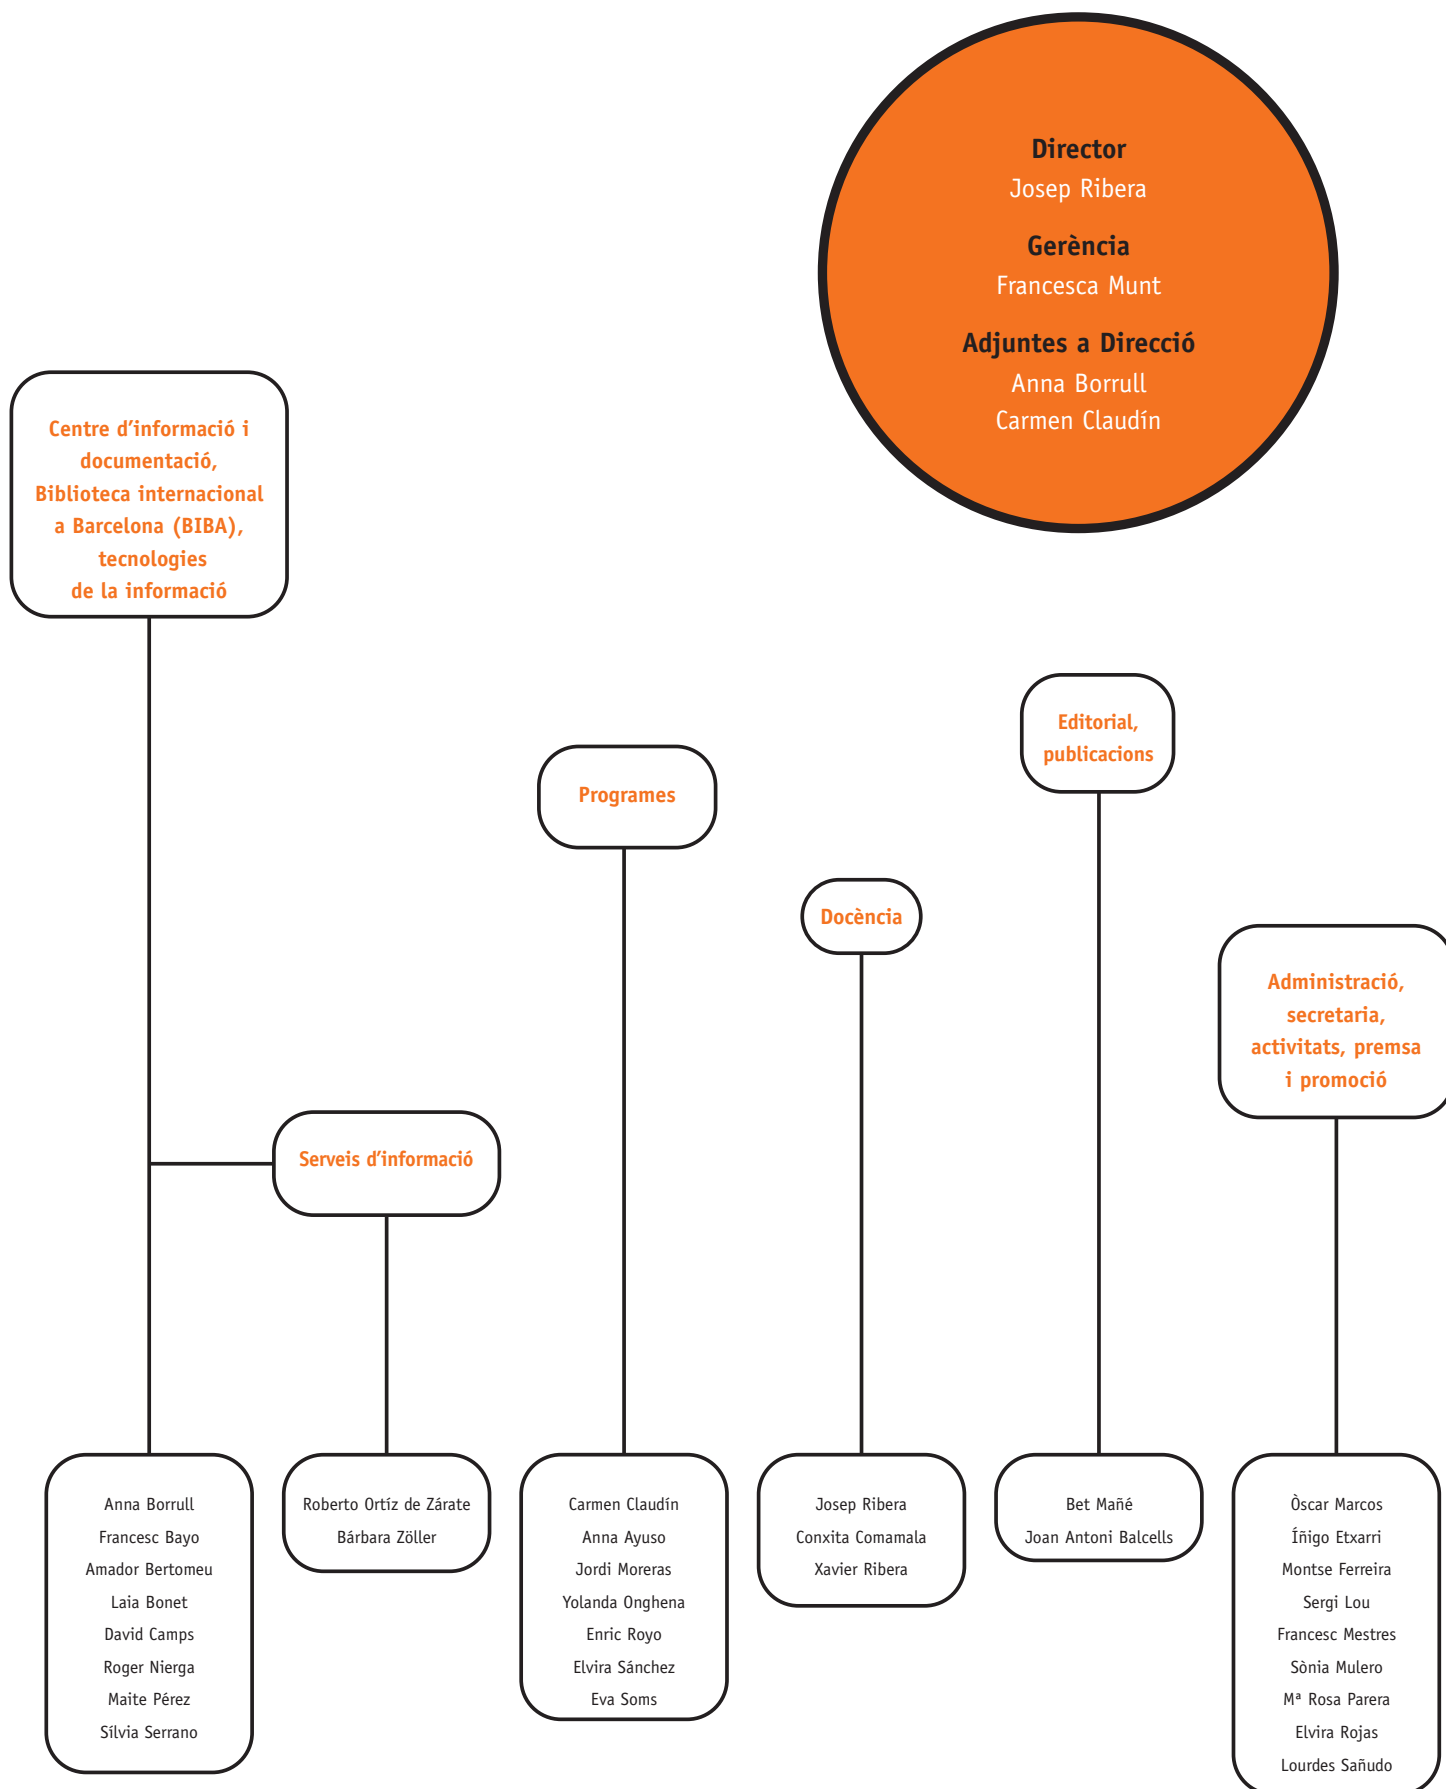 Director
Josep Ribera
Gerència
Francesca Munt
Adjuntes a Direcció
Anna Borrull
Carmen Claudín
Centre d’informació i
documentació,
Biblioteca internacional
a Barcelona (BIBA),
tecnologies
de la informació
Editorial,
publicacions
Programes
Docència
Administració,
secretaria,
activitats, premsa
i promoció
Serveis d’informació
Anna Borrull
Francesc Bayo
Amador Bertomeu
Laia Bonet
David Camps
Roger Nierga
Maite Pérez
Sílvia Serrano
Roberto Ortíz de Zárate
Bárbara Zöller
Carmen Claudín
Anna Ayuso
Jordi Moreras
Yolanda Onghena
Enric Royo
Elvira Sánchez
Eva Soms
Josep Ribera
Conxita Comamala
Xavier Ribera
Bet Mañé
Joan Antoni Balcells
Òscar Marcos
Íñigo Etxarri
Montse Ferreira
Sergi Lou
Francesc Mestres
Sònia Mulero
Mª Rosa Parera
Elvira Rojas
Lourdes Sañudo